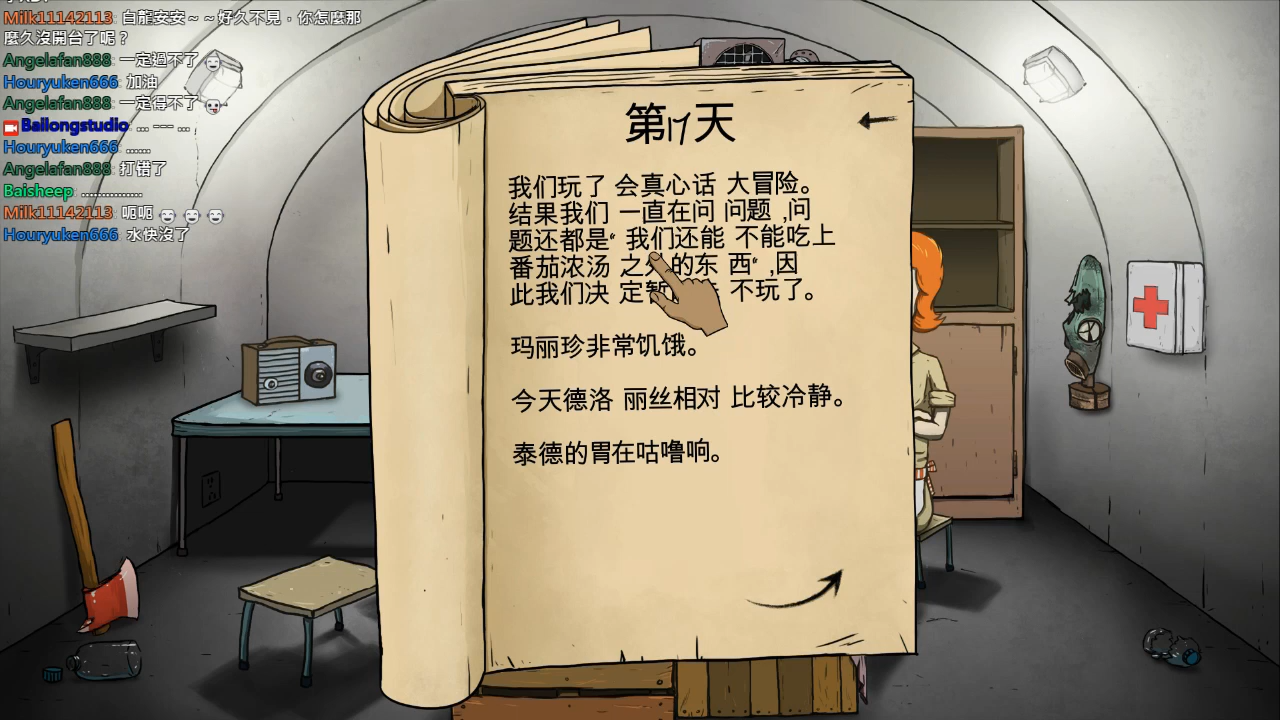 Milk11142113: 白龍安安～～好久不見，你怎麼那
麼久沒開台了呢？
Angelafan888: 一定過不了
Houryuken666: 加油
Angelafan888: 一定得不了
Bailongstudio: ... --- ...
Houryuken666: ......
Angelafan888: 打錯了
Baisheep: ..............
Milk11142113: 呃呃
Houryuken666: 水快沒了
第17天
我们玩了 会真心话 大冒险。
结果我们 一直在问 问题 ,问
题还都是“ 我们还能 不能吃上
番茄浓汤 之外的东 西“ ,因
此我们决 定暂 不玩了。
玛丽珍非常饥饿。
今天德洛 丽丝相对 比较冷静。
泰德的胃在咕噜响。